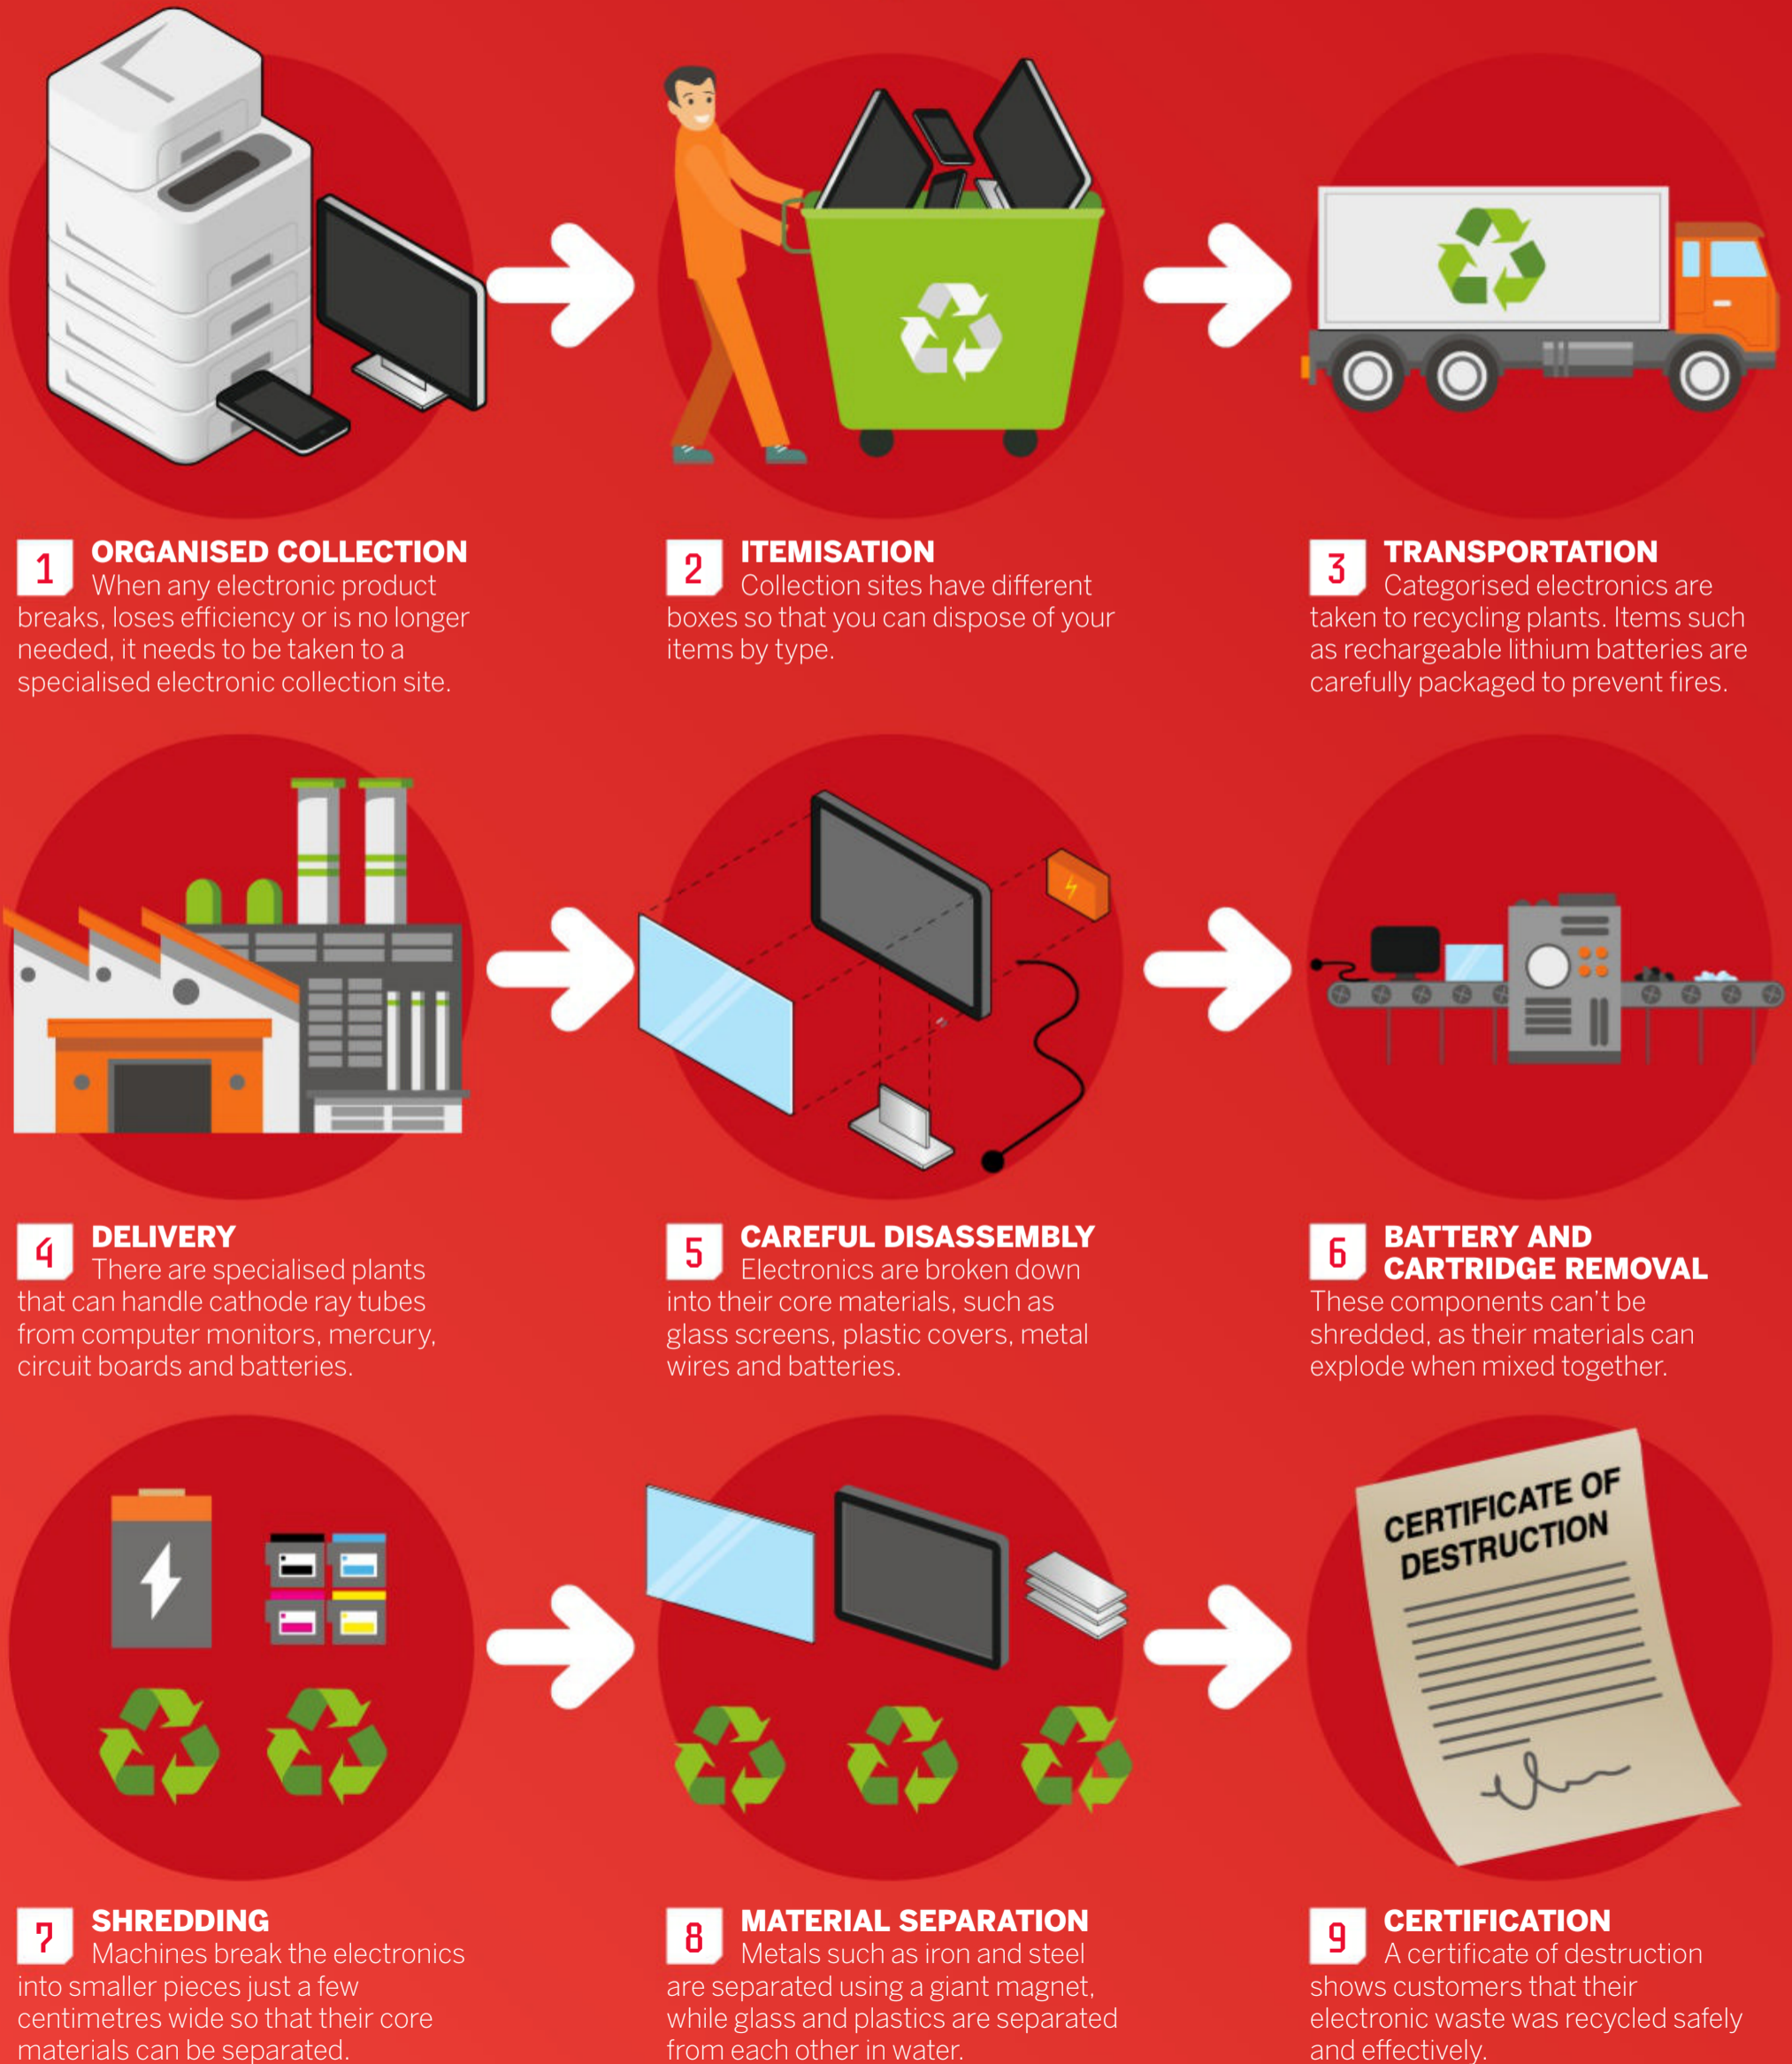 1 ORGANISED COLLECTION
When any electronic product
breaks, loses efficiency or is no longer
needed, it needs to be taken to a
specialised electronic collection site.
2 ITEMISATION
Collection sites have different
boxes so that you can dispose of your
items by type.
3 TRANSPORTATION
Categorised electronics are
taken to recycling plants. Items such
as rechargeable lithium batteries are
carefully packaged to prevent fires.
4 DELIVERY
There are specialised plants
that can handle cathode ray tubes
from computer monitors, mercury,
circuit boards and batteries.
5 CAREFUL DISASSEMBLY
Electronics are broken down
into their core materials, such as
glass screens, plastic covers, metal
wires and batteries.
6 BATTERY AND
CARTRIDGE REMOVAL
These components can't be
shredded, as their materials can
explode when mixed together.
CERTIFICATE OF
DESTRUCTION
7 SHREDDING
Machines break the electronics
into smaller pieces just a few
centimetres wide so that their core
materials can be separated.
8 MATERIAL SEPARATION
Metals such as iron and steel
are separated using a giant magnet,
while glass and plastics are separated
from each other in water.
9 CERTIFICATION
A certificate of destruction
shows customers that their
electronic waste was recycled safely
and effectively.